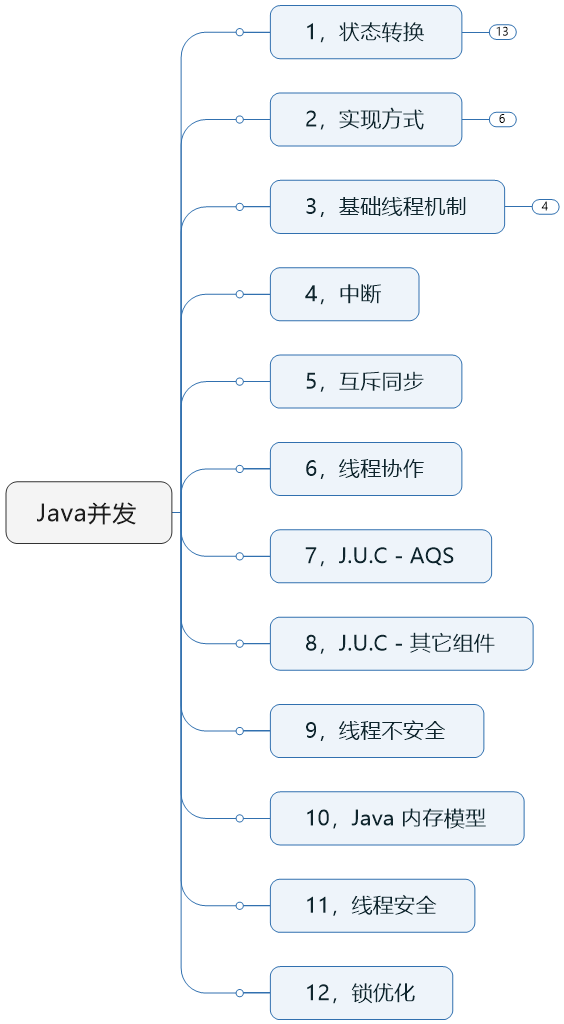 1，状态转换
13
2，实现方式
6
3，基础线程机制
4
4，中断
5，互斥同步
6，线程协作
Java并发
7，J.U.C - AQS
8，J.U.C - 其它组件
9，线程不安全
10，Java 内存模型
11，线程安全
12，锁优化